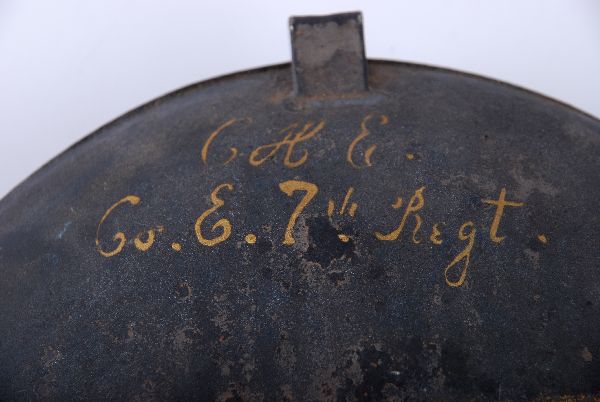 C H E.
Co. E. 7th Regt.